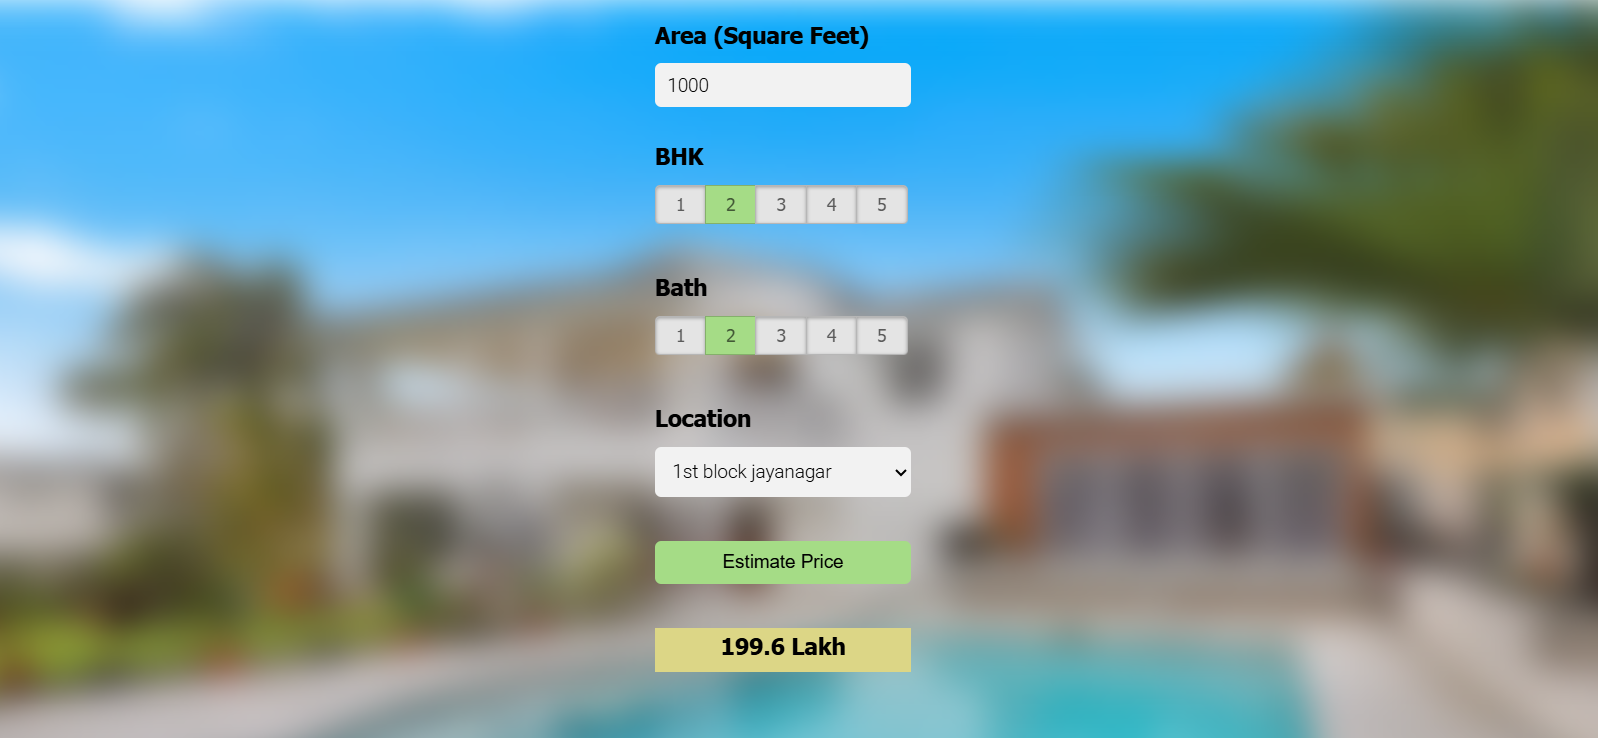 Area (Square Feet)
1000
BHK
1 2 3 4 5
Bath
1 2 3 4 5
Location
1st block jayanagar
Estimate Price
199.6 Lakh